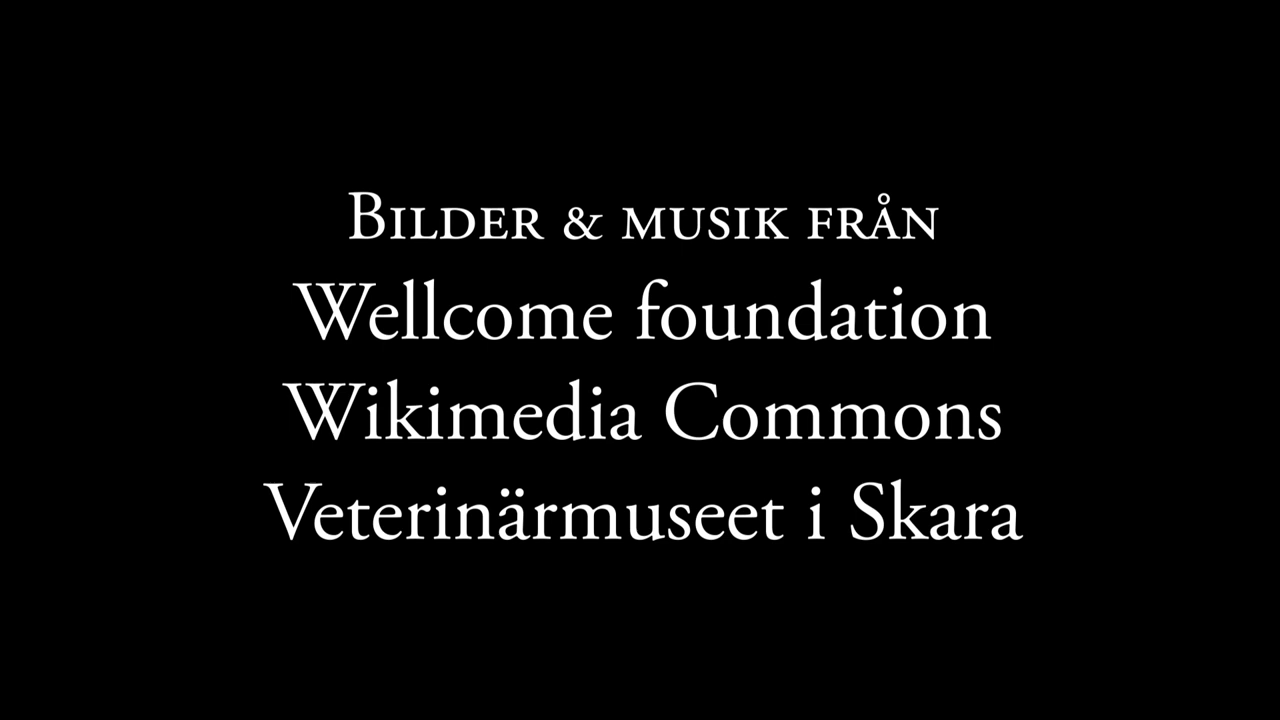 Bilder & musik från
Wellcome foundation
Wikimedia Commons
Veterinärmuseet i Skara